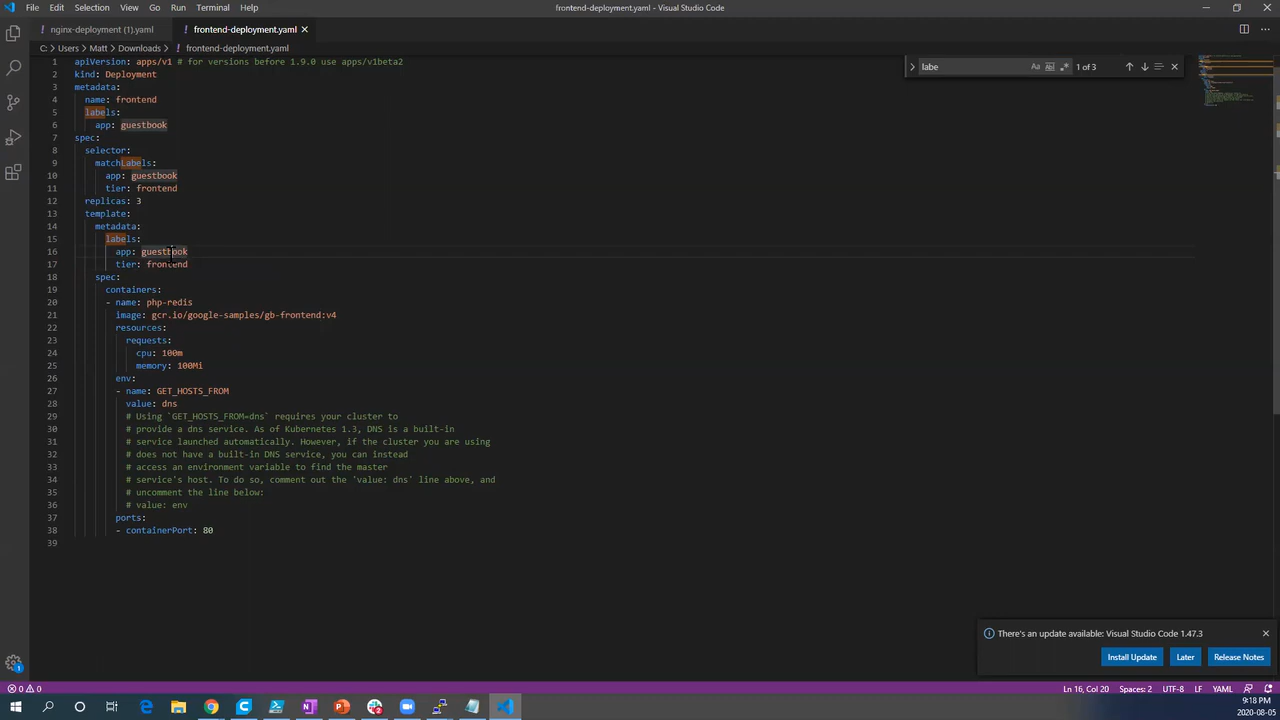 File Edit Selection View Go Run Terminal Help
frontend-deployment.yaml - Visual Studio Code
nginx-deployment (1).yaml
frontend-deployment.yaml
C: > Users > Matt > Downloads > frontend-deployment.yaml
labe
Aa
1 of 3
1 apiVersion: apps/v1 # for versions before 1.9.0 use apps/v1beta2
2 kind: Deployment
3 metadata:
4 name: frontend
5 labels:
6 app: guestbook
7 spec:
8 selector:
9 matchLabels:
10 app: guestbook
11 tier: frontend
12 replicas: 3
13 template:
14 metadata:
15 labels:
16 app: guestbook
17 tier: frontend
18 spec:
19 containers:
20 - name: php-redis
21 image: gcr.io/google-samples/gb-frontend:v4
22 resources:
23 requests:
24 cpu: 100m
25 memory: 100Mi
26 env:
27 - name: GET_HOSTS_FROM
28 value: dns
29 # Using `GET_HOSTS_FROM=dns` requires your cluster to
30 # provide a dns service. As of Kubernetes 1.3, DNS is a built-in
31 # service launched automatically. However, if the cluster you are using
32 # does not have a built-in DNS service, you can instead
33 # access an environment variable to find the master
34 # service's host. To do so, comment out the 'value: dns' line above, and
35 # uncomment the line below:
36 # value: env
37 ports:
38 - containerPort: 80
39
There's an update available: Visual Studio Code 1.47.3
Install Update
Later
Release Notes
1
0 0
Ln 16, Col 20
Spaces: 2
UTF-8
LF
YAML
9:18 PM
2020-08-05